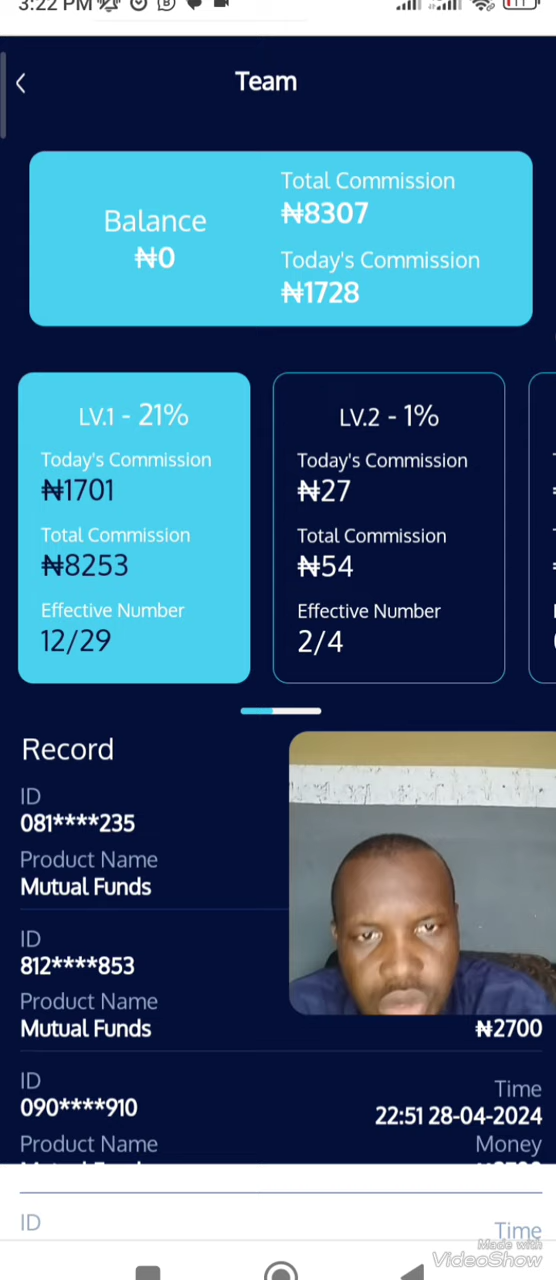 3:22 PM
Team
Balance
₦0
Total Commission
₦8307
Today's Commission
₦1728
LV.1 - 21%
Today's Commission
₦1701
Total Commission
₦8253
Effective Number
12/29
LV.2 - 1%
Today's Commission
₦27
Total Commission
₦54
Effective Number
2/4
Record
ID
081****235
Product Name
Mutual Funds
ID
812****853
Product Name
Mutual Funds
₦2700
ID
Time
090****910
22:51 28-04-2024
Product Name
Money
ID
Time
Made with
VideoShow